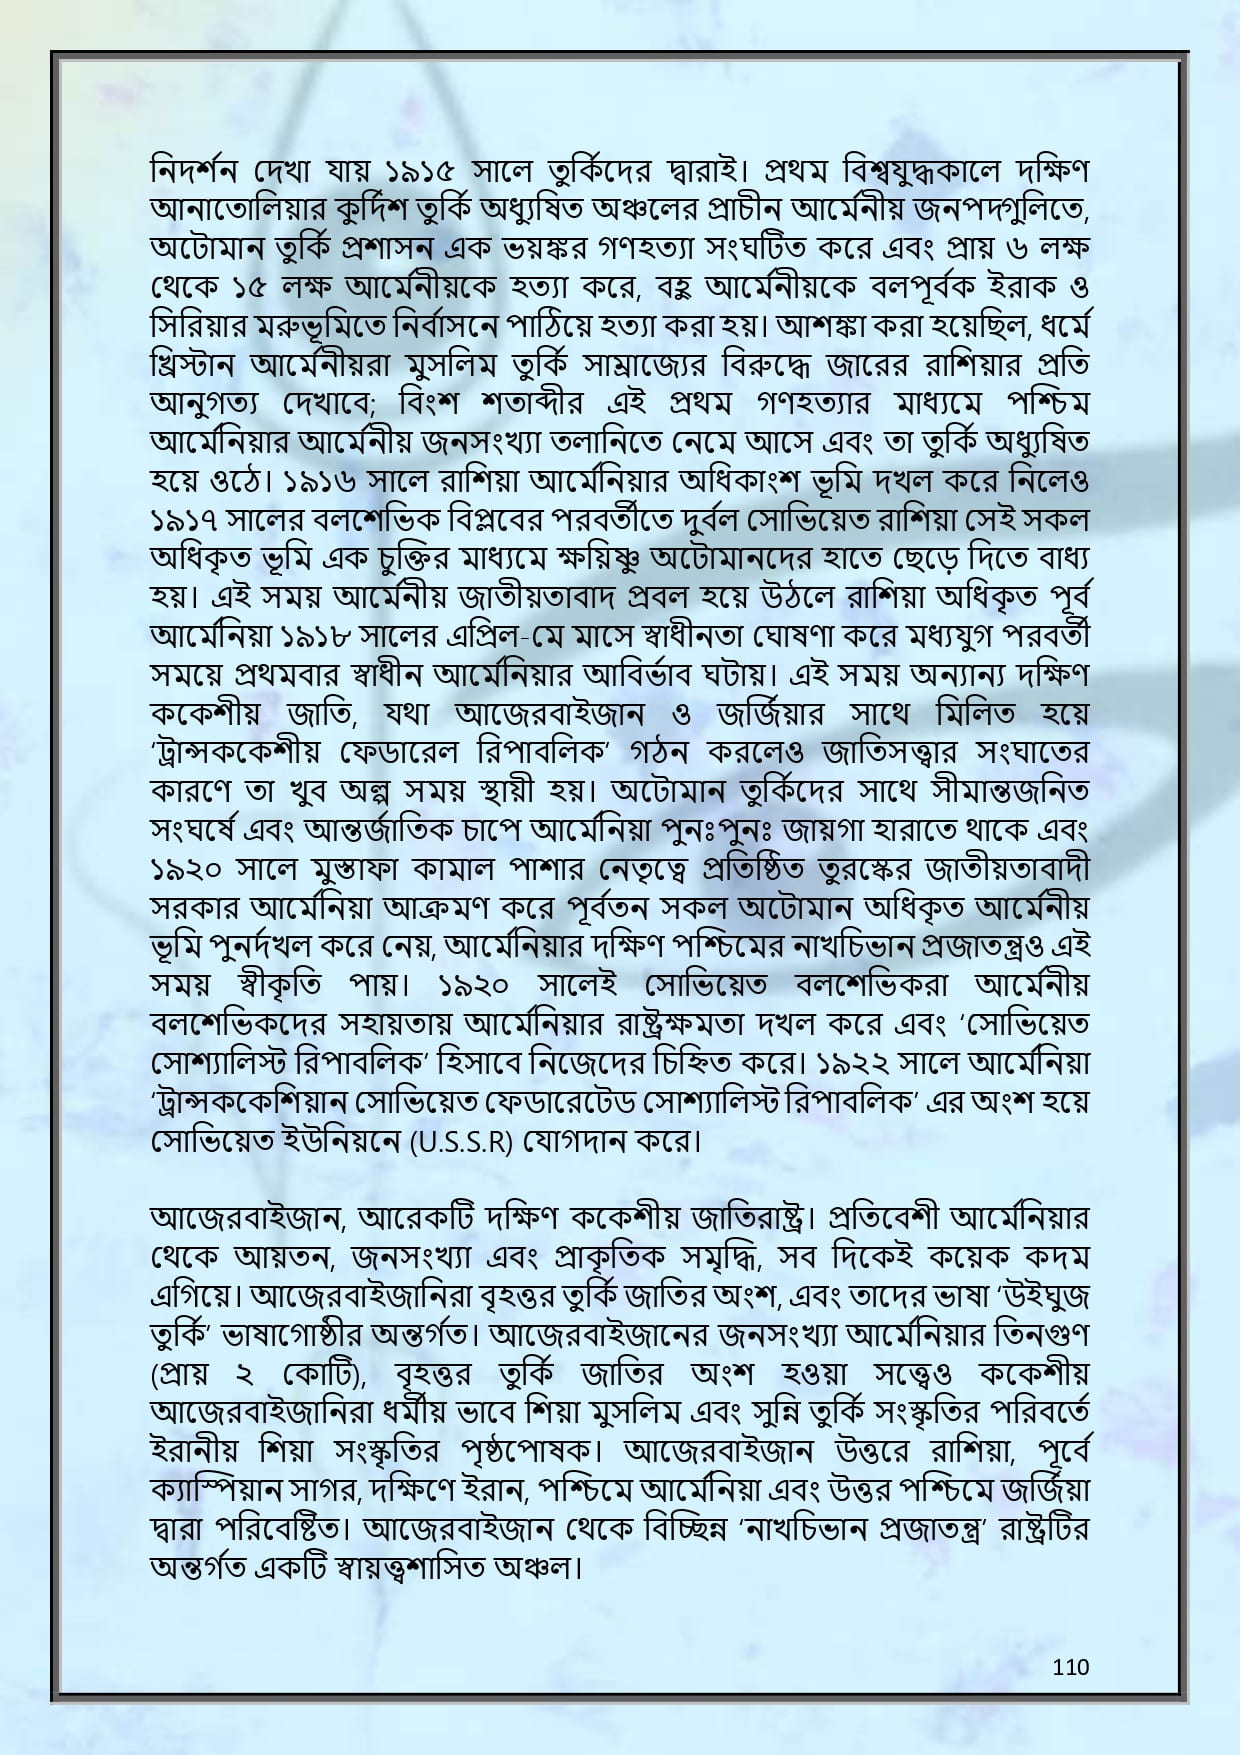 নিদর্শন দেখা যায় ১৯১৫ সালে তুর্কিদের দ্বারাই। প্রথম বিশ্বযুদ্ধকালে দক্ষিণ
আনাতোলিয়ার কুর্দিশ তুর্কি অধ্যুষিত অঞ্চলের প্রাচীন আর্মেনীয় জনপদগুলিতে,
অটোমান তুর্কি প্রশাসন এক ভয়ঙ্কর গণহত্যা সংঘটিত করে এবং প্রায় ৬ লক্ষ
থেকে ১৫ লক্ষ আর্মেনীয়কে হত্যা করে, বহু আর্মেনীয়কে বলপূর্বক ইরাক ও
সিরিয়ার মরুভূমিতে নির্বাসনে পাঠিয়ে হত্যা করা হয়। আশঙ্কা করা হয়েছিল, ধর্মে
খ্রিস্টান আর্মেনীয়রা মুসলিম তুর্কি সাম্রাজ্যের বিরুদ্ধে জারের রাশিয়ার প্রতি
আনুগত্য দেখাবে; বিংশ শতাব্দীর এই প্রথম গণহত্যার মাধ্যমে পশ্চিম
আর্মেনিয়ার আর্মেনীয় জনসংখ্যা তলানিতে নেমে আসে এবং তা তুর্কি অধ্যুষিত
হয়ে ওঠে। ১৯১৬ সালে রাশিয়া আর্মেনিয়ার অধিকাংশ ভূমি দখল করে নিলেও
১৯১৭ সালের বলশেভিক বিপ্লবের পরবর্তীতে দুর্বল সোভিয়েত রাশিয়া সেই সকল
অধিকৃত ভূমি এক চুক্তির মাধ্যমে ক্ষয়িষ্ণু অটোমানদের হাতে ছেড়ে দিতে বাধ্য
হয়। এই সময় আর্মেনীয় জাতীয়তাবাদ প্রবল হয়ে উঠলে রাশিয়া অধিকৃত পূর্ব
আর্মেনিয়া ১৯১৮ সালের এপ্রিল-মে মাসে স্বাধীনতা ঘোষণা করে মধ্যযুগ পরবর্তী
সময়ে প্রথমবার স্বাধীন আর্মেনিয়ার আবির্ভাব ঘটায়। এই সময় অন্যান্য দক্ষিণ
ককেশীয় জাতি, যথা আজেরবাইজান ও জর্জিয়ার সাথে মিলিত হয়ে
‘ট্রান্সককেশীয় ফেডারেল রিপাবলিক’ গঠন করলেও জাতিসত্ত্বার সংঘাতের
কারণে তা খুব অল্প সময় স্থায়ী হয়। অটোমান তুর্কিদের সাথে সীমান্তজনিত
সংঘর্ষে এবং আন্তর্জাতিক চাপে আর্মেনিয়া পুনঃপুনঃ জায়গা হারাতে থাকে এবং
১৯২০ সালে মুস্তাফা কামাল পাশার নেতৃত্বে প্রতিষ্ঠিত তুরস্কের জাতীয়তাবাদী
সরকার আর্মেনিয়া আক্রমণ করে পূর্বতন সকল অটোমান অধিকৃত আর্মেনীয়
ভূমি পুনর্দখল করে নেয়, আর্মেনিয়ার দক্ষিণ পশ্চিমের নাখচিভান প্রজাতন্ত্রও এই
সময় স্বীকৃতি পায়। ১৯২০ সালেই সোভিয়েত বলশেভিকরা আর্মেনীয়
বলশেভিকদের সহায়তায় আর্মেনিয়ার রাষ্ট্রক্ষমতা দখল করে এবং ‘সোভিয়েত
সোশ্যালিস্ট রিপাবলিক’ হিসাবে নিজেদের চিহ্নিত করে। ১৯২২ সালে আর্মেনিয়া
‘ট্রান্সককেশিয়ান সোভিয়েত ফেডারেটেড সোশ্যালিস্ট রিপাবলিক’ এর অংশ হয়ে
সোভিয়েত ইউনিয়নে (U.S.S.R) যোগদান করে।
আজেরবাইজান, আরেকটি দক্ষিণ ককেশীয় জাতিরাষ্ট্র। প্রতিবেশী আর্মেনিয়ার
থেকে আয়তন, জনসংখ্যা এবং প্রাকৃতিক সমৃদ্ধি, সব দিকেই কয়েক কদম
এগিয়ে। আজেরবাইজানিরা বৃহত্তর তুর্কি জাতির অংশ, এবং তাদের ভাষা ‘উইঘুজ
তুর্কি’ ভাষাগোষ্ঠীর অন্তর্গত। আজেরবাইজানের জনসংখ্যা আর্মেনিয়ার তিনগুণ
(প্রায় ২ কোটি), বৃহত্তর তুর্কি জাতির অংশ হওয়া সত্ত্বেও ককেশীয়
আজেরবাইজানিরা ধর্মীয় ভাবে শিয়া মুসলিম এবং সুন্নি তুর্কি সংস্কৃতির পরিবর্তে
ইরানীয় শিয়া সংস্কৃতির পৃষ্ঠপোষক। আজেরবাইজান উত্তরে রাশিয়া, পূর্বে
ক্যাস্পিয়ান সাগর, দক্ষিণে ইরান, পশ্চিমে আর্মেনিয়া এবং উত্তর পশ্চিমে জর্জিয়া
দ্বারা পরিবেষ্টিত। আজেরবাইজান থেকে বিচ্ছিন্ন ‘নাখচিভান প্রজাতন্ত্র’ রাষ্ট্রটির
অন্তর্গত একটি স্বায়ত্ত্বশাসিত অঞ্চল।
110